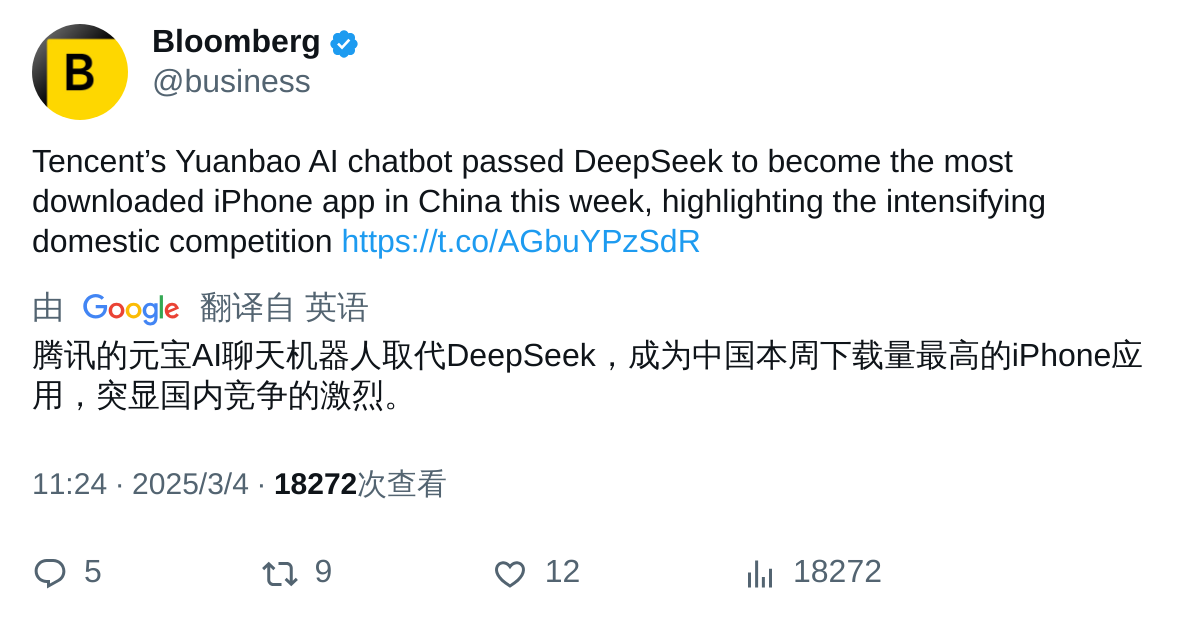 B
Bloomberg
@business
Tencent’s Yuanbao AI chatbot passed DeepSeek to become the most
downloaded iPhone app in China this week, highlighting the intensifying
domestic competition https://t.co/AGbuYPzSdR
由 Google 翻译自 英语
腾讯的元宝AI聊天机器人取代DeepSeek，成为中国本周下载量最高的iPhone应
用，突显国内竞争的激烈。
11:24 · 2025/3/4 · 18272次查看
5 9 12 18272